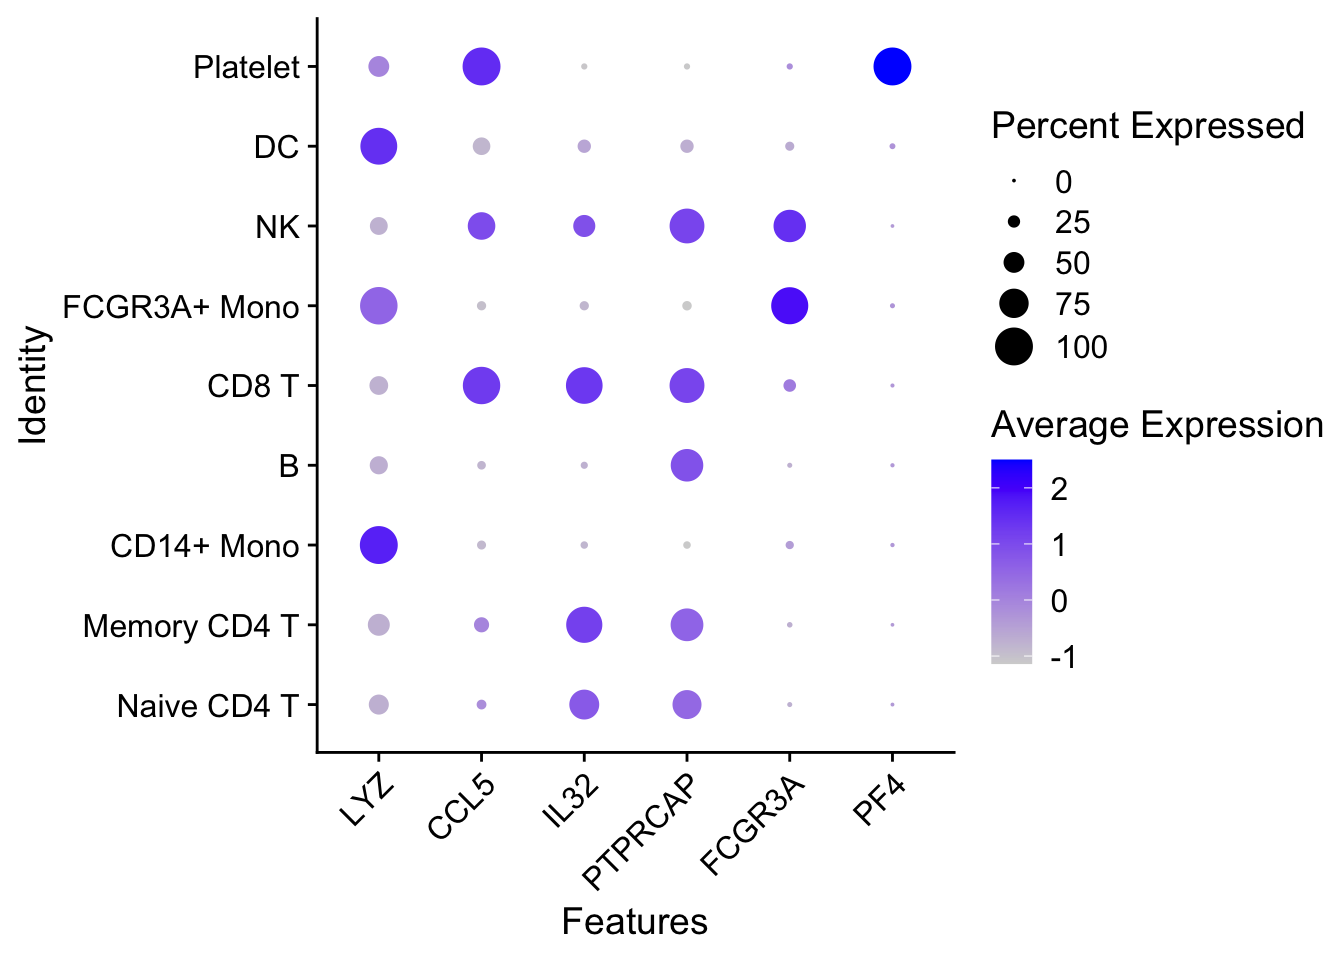 Platelet
DC
NK
FCGR3A+ Mono
CD8 T
B
CD14+ Mono
Memory CD4 T
Naive CD4 T
Identity
LYZ
CCL5
IL32
PTPRCAP
FCGR3A
PF4
Features
Percent Expressed
0
25
50
75
100
Average Expression
2
1
0
-1